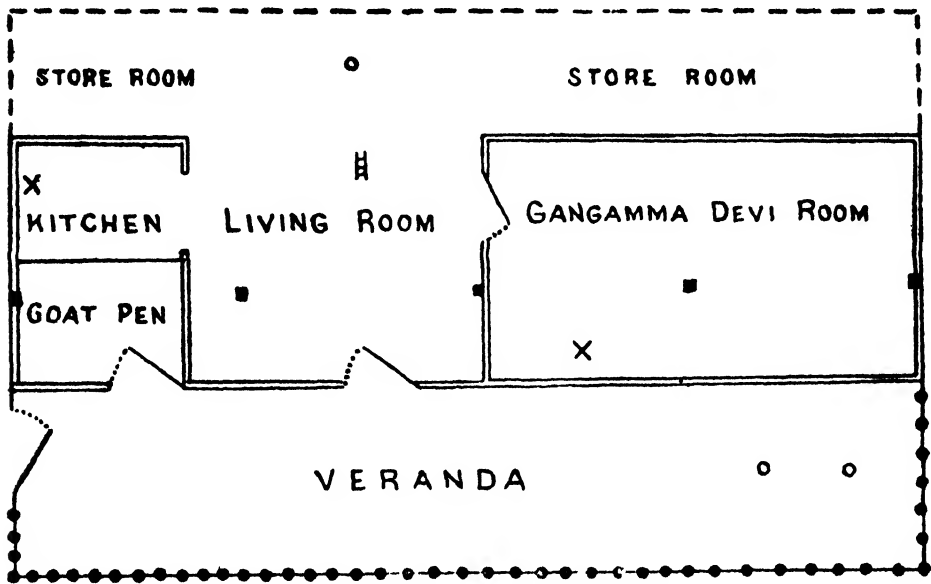 STORE ROOM
STORE ROOM
KITCHEN
LIVING ROOM
GANGAMMA DEVI ROOM
GOAT PEN
VERANDA